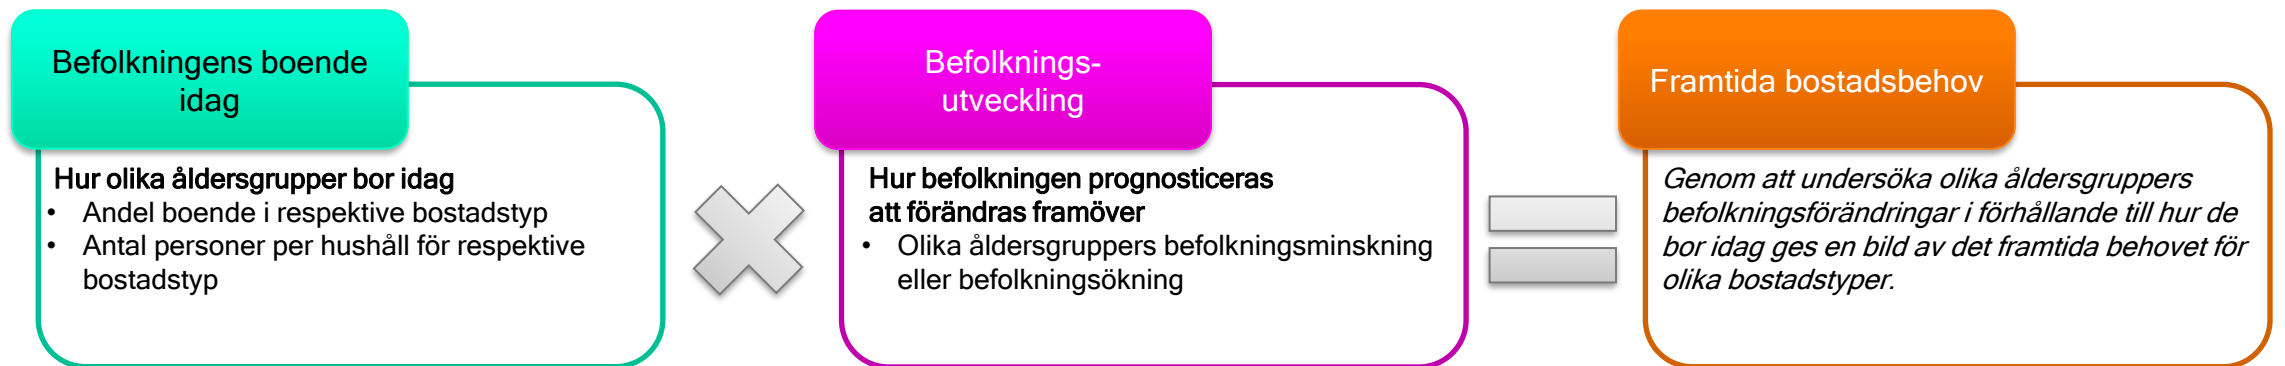 Befolkningens boende
idag
Hur olika åldersgrupper bor idag
• Andel boende i respektive bostadstyp
• Antal personer per hushåll för respektive
bostadstyp
Befolknings-
utveckling
Hur befolkningen prognosticeras
att förändras framöver
• Olika åldersgruppers befolkningsminskning
eller befolkningsökning
Framtida bostadsbehov
Genom att undersöka olika åldersgruppers
befolkningsförändringar i förhållande till hur de
bor idag ges en bild av det framtida behovet för
olika bostadstyper.